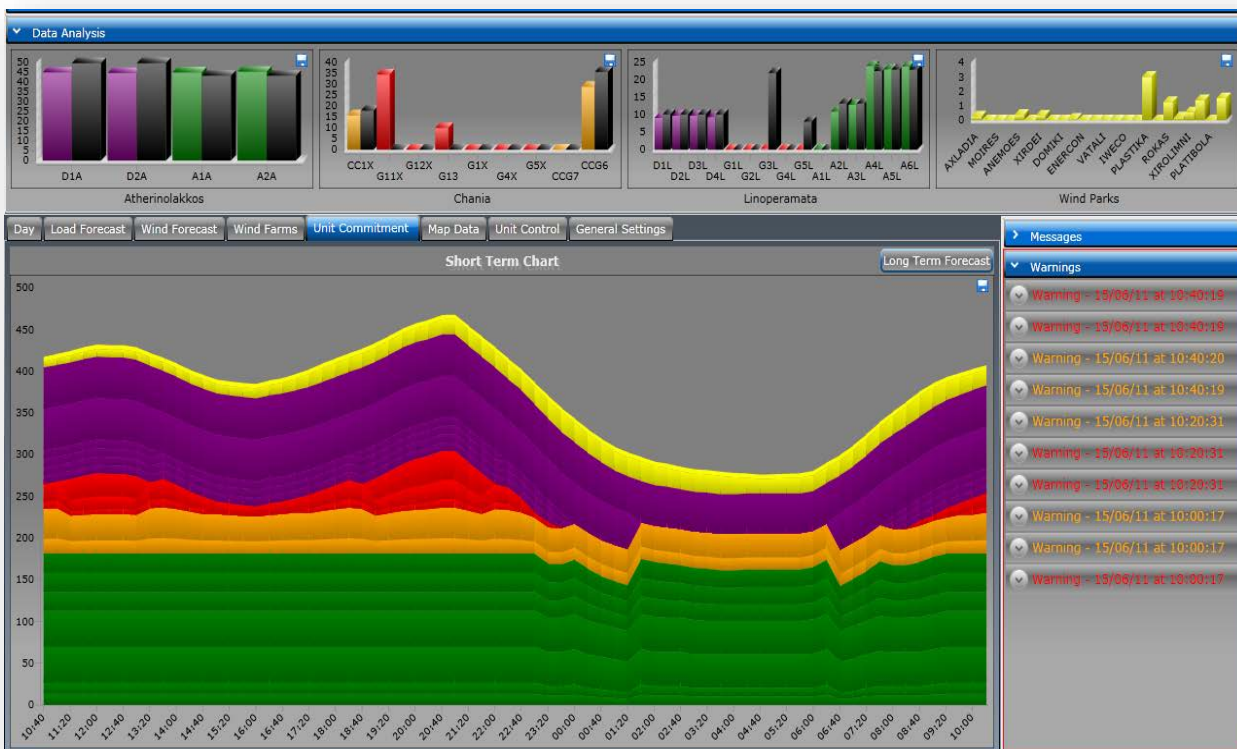 Data Analysis
50
45
40
35
30
25
20
15
10
5
0
D1A D2A A1A A2A
Atherinolakkos
40
35
30
25
20
15
10
5
0
CC1X G12X G1X G5X CCG6
G11X G13 G4X CCG7
Chania
25
20
15
10
5
0
D1L D3L G1L G3L G5L A2L A4L A6L
D2L D4L G2L G4L A1L A3L A5L
Linoperamata
4
3
2
1
0
AXLADIA MOIRES ANEMOES XIRDEI DOMIKI ENERCON VATALI IWECO PLASTIKA ROKAS XIROLIMNI PLATIBOLA
Wind Parks
Day Load Forecast Wind Forecast Wind Farms Unit Commitment Map Data Unit Control General Settings
Short Term Chart
Long Term Forecast
500
450
400
350
300
250
200
150
100
50
0
10:40 11:20 12:00 12:40 13:20 14:00 14:40 15:20 16:00 16:40 17:20 18:00 18:40 19:20 20:00 20:40 21:20 22:00 22:40 23:20 00:00 00:40 01:20 02:00 02:40 03:20 04:00 04:40 05:20 06:00 06:40 07:20 08:00 08:40 09:20 10:00
Messages
Warnings
Warning - 15/06/11 at 10:40:19
Warning - 15/06/11 at 10:40:19
Warning - 15/06/11 at 10:40:20
Warning - 15/06/11 at 10:40:19
Warning - 15/06/11 at 10:20:31
Warning - 15/06/11 at 10:20:31
Warning - 15/06/11 at 10:20:31
Warning - 15/06/11 at 10:00:17
Warning - 15/06/11 at 10:00:17
Warning - 15/06/11 at 10:00:17